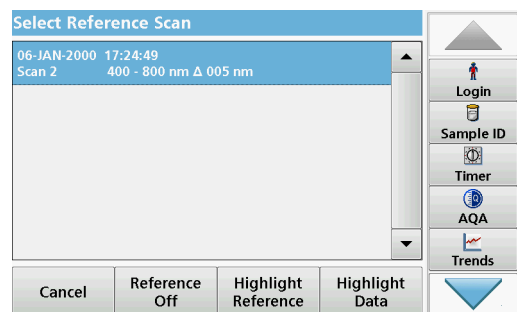 Select Reference Scan
06-JAN-2000 17:24:49
Scan 2 400 - 800 nm Δ 005 nm
Login
Sample ID
Timer
AQA
Trends
Cancel
Reference
Off
Highlight
Reference
Highlight
Data